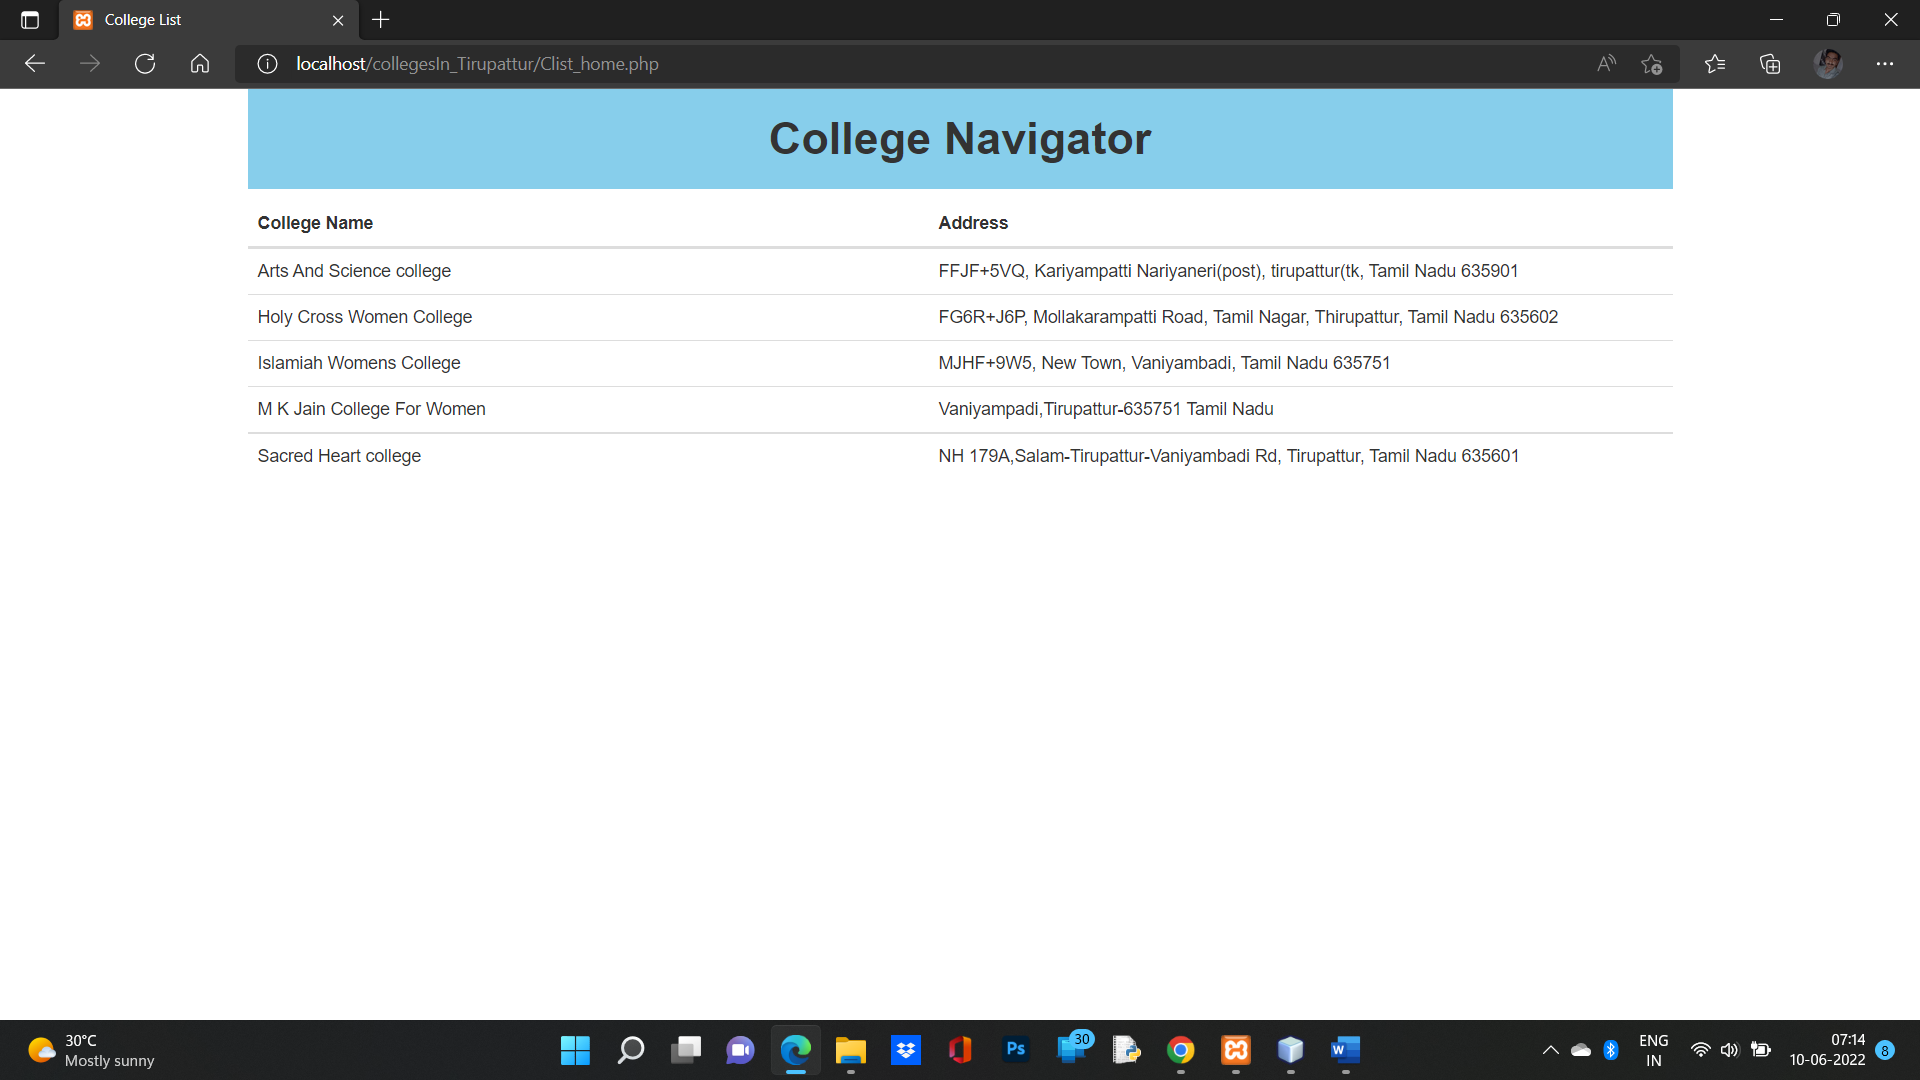 College List
localhost/collegesIn_Tirupattur/Clist_home.php
College Navigator
College Name Address
Arts And Science college FFJF+5VQ, Kariyampatti Nariyaneri(post), tirupattur(tk, Tamil Nadu 635901
Holy Cross Women College FG6R+J6P, Mollakarampatti Road, Tamil Nagar, Thirupattur, Tamil Nadu 635602
Islamiah Womens College MJHF+9W5, New Town, Vaniyambadi, Tamil Nadu 635751
M K Jain College For Women Vaniyampadi,Tirupattur-635751 Tamil Nadu
Sacred Heart college NH 179A,Salam-Tirupattur-Vaniyambadi Rd, Tirupattur, Tamil Nadu 635601
30°C
Mostly sunny
Ps
30
W
ENG
IN
07:14
10-06-2022
8